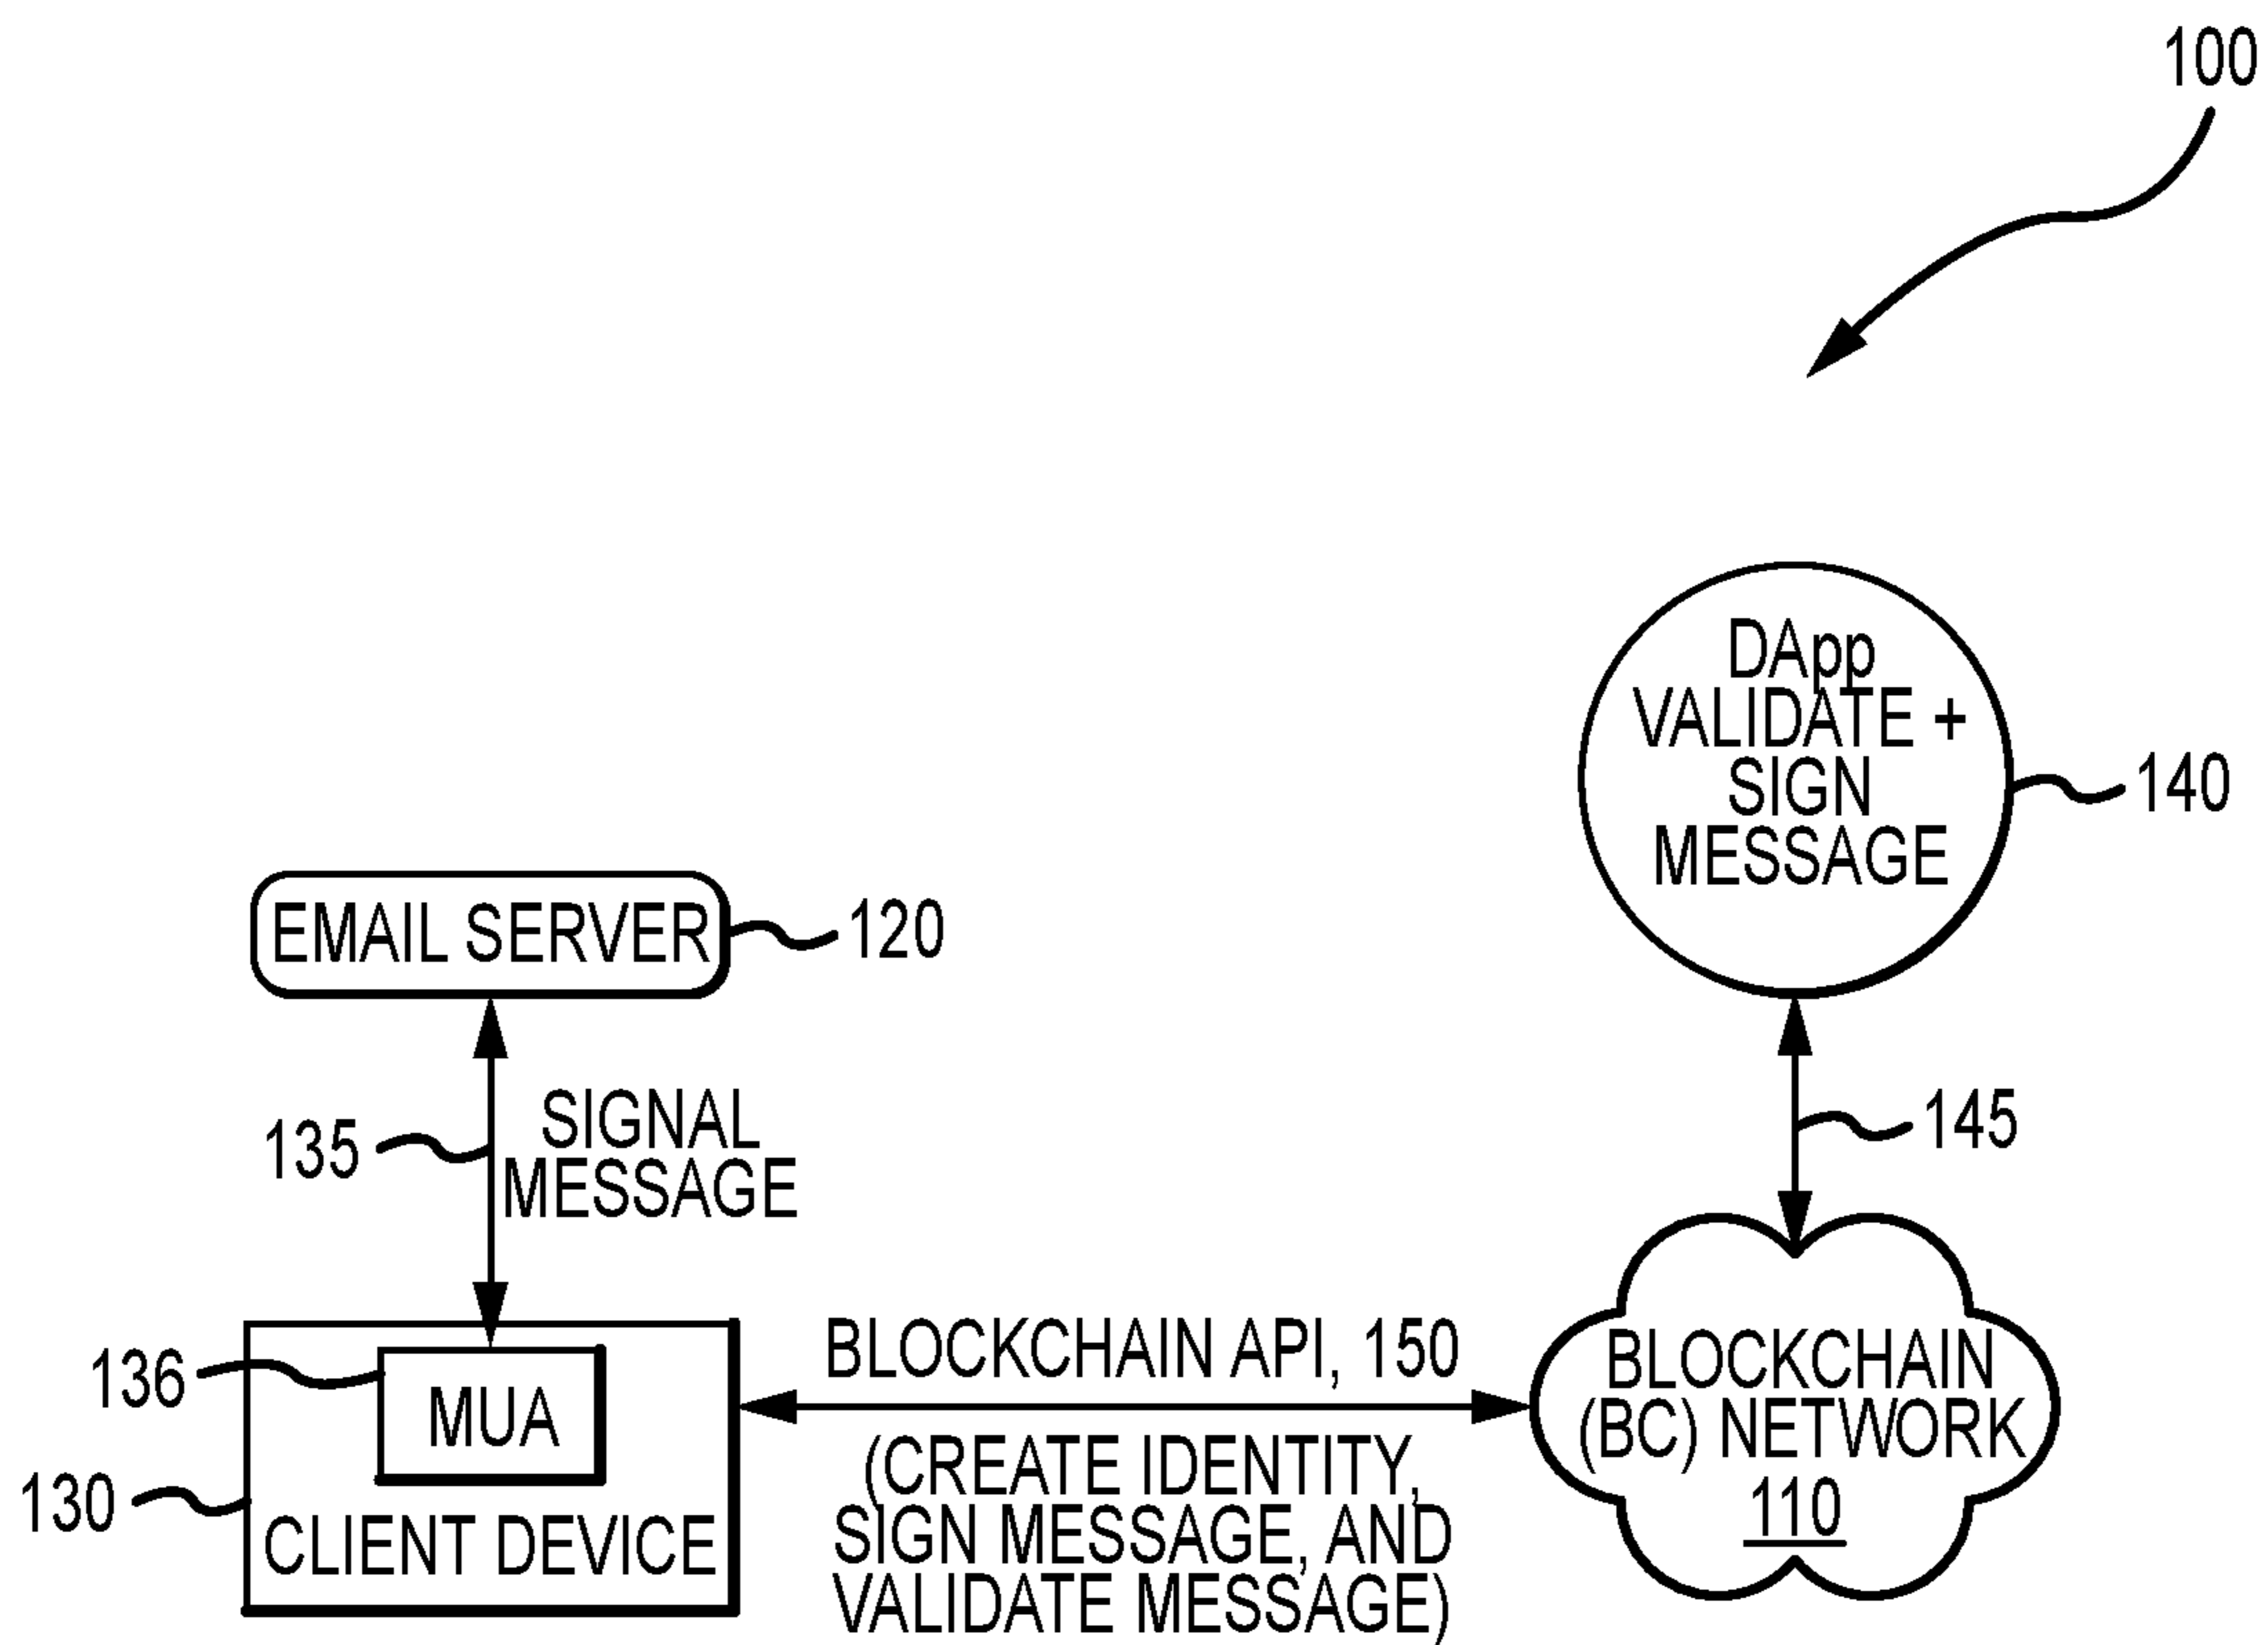 100
DApp
VALIDATE +
SIGN
MESSAGE
140
EMAIL SERVER
120
135
SIGNAL
MESSAGE
145
136
MUA
130
CLIENT DEVICE
BLOCKCHAIN API, 150
(CREATE IDENTITY,
SIGN MESSAGE, AND
VALIDATE MESSAGE)
BLOCKCHAIN
(BC) NETWORK
110